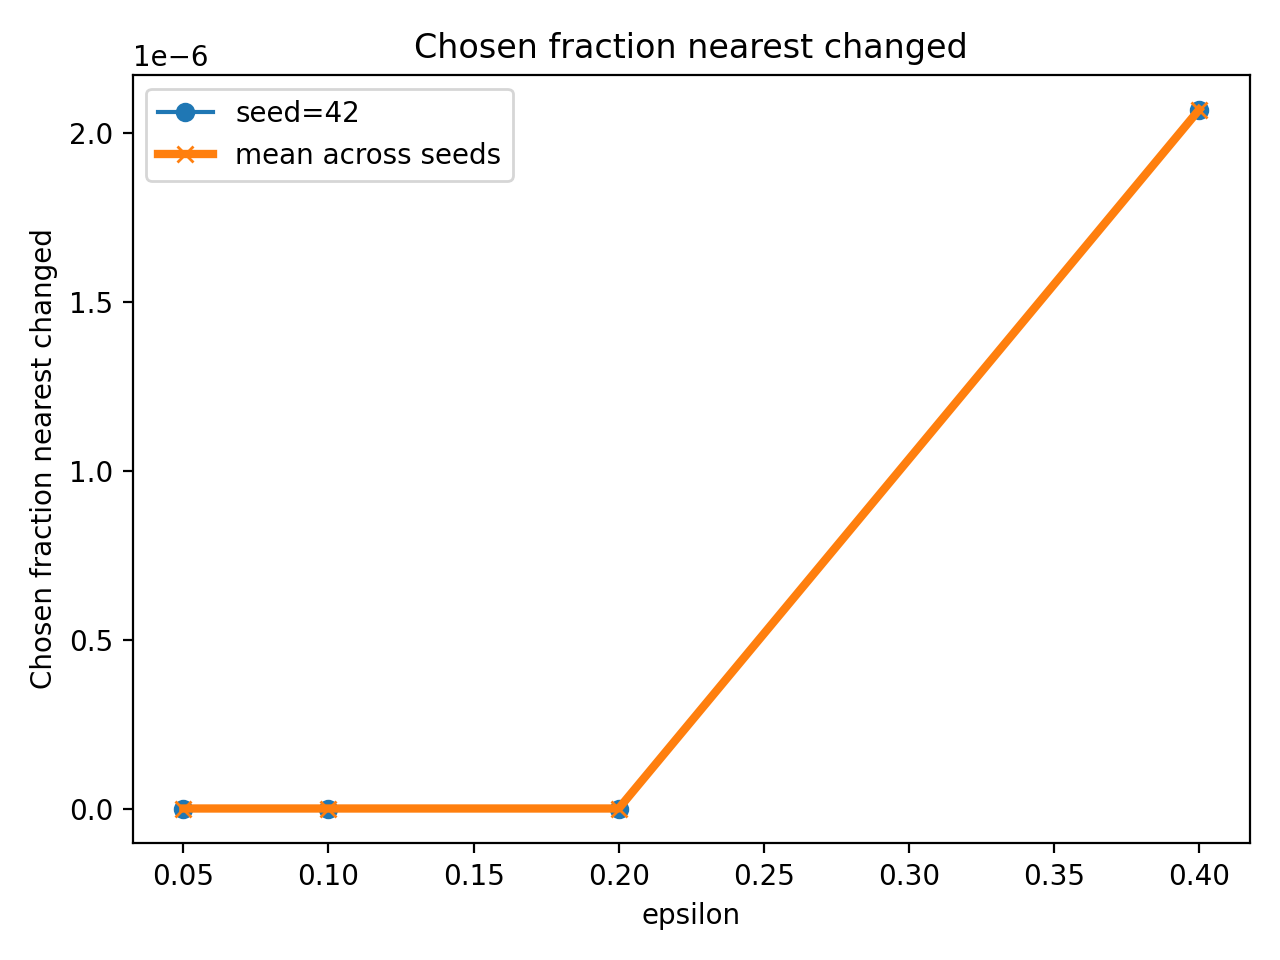 Chosen fraction nearest changed
1e−6
seed=42
mean across seeds
Chosen fraction nearest changed
2.0
1.5
1.0
0.5
0.0
0.05 0.10 0.15 0.20 0.25 0.30 0.35 0.40
epsilon